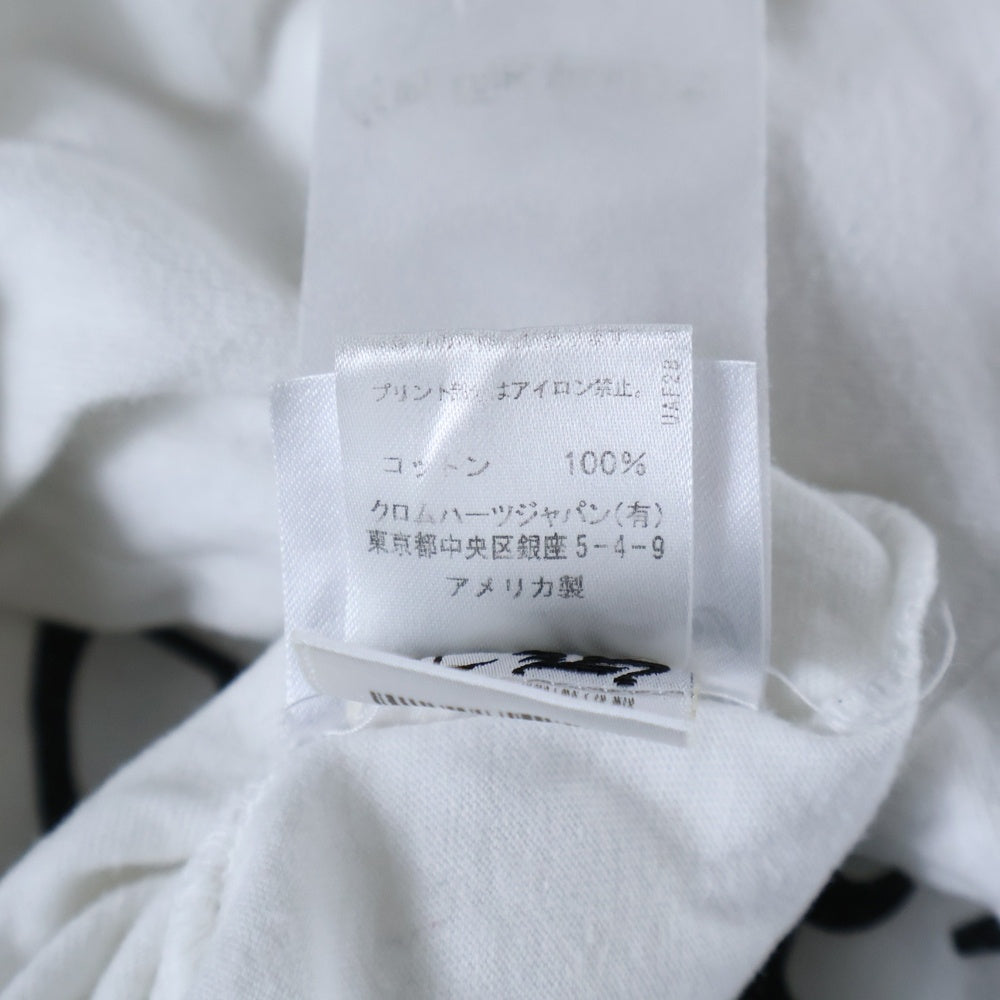 プリント部分はアイロン禁止。
UAF2B
コットン 100%
クロムハーツジャパン(有)
東京都中央区銀座5-4-9
アメリカ製